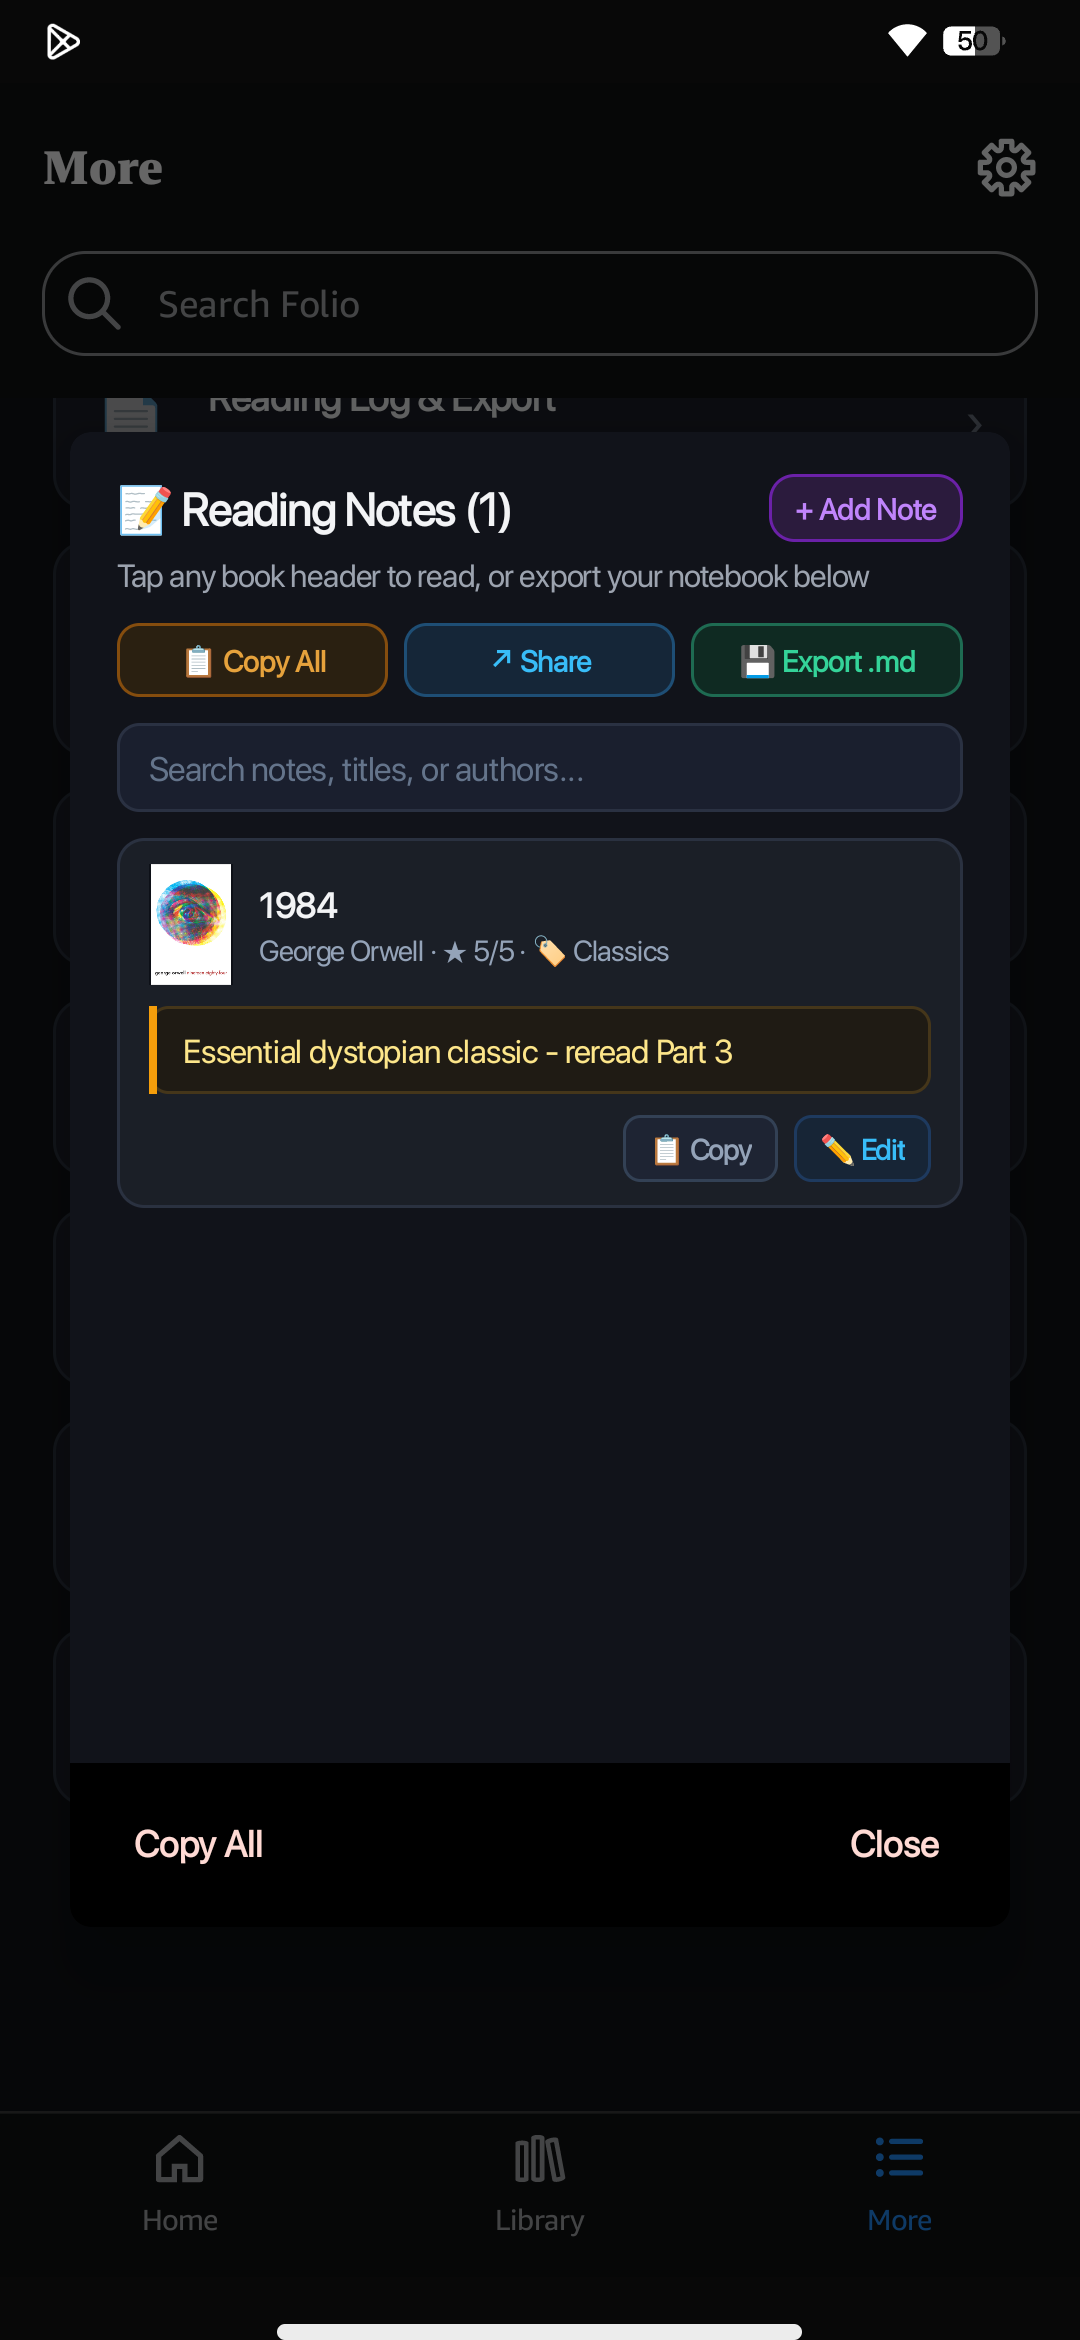 50
More
Search Folio
Reading Log & Export
📝 Reading Notes (1)
+ Add Note
Tap any book header to read, or export your notebook below
📋 Copy All
↗ Share
💾 Export .md
Search notes, titles, or authors...
1984
George Orwell · ★ 5/5 · 🏷️ Classics
Essential dystopian classic - reread Part 3
📋 Copy
✏️ Edit
Copy All
Close
Home
Library
More